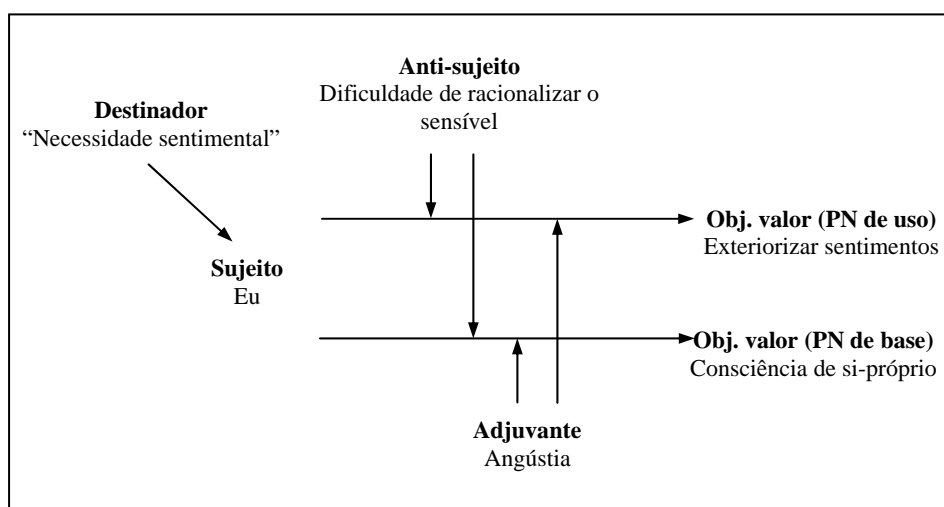 Anti-sujeito
Dificuldade de racionalizar o
sensível
Destinador
“Necessidade sentimental”
Obj. valor (PN de uso)
Exteriorizar sentimentos
Sujeito
Eu
Obj. valor (PN de base)
Consciência de si-próprio
Adjuvante
Angústia